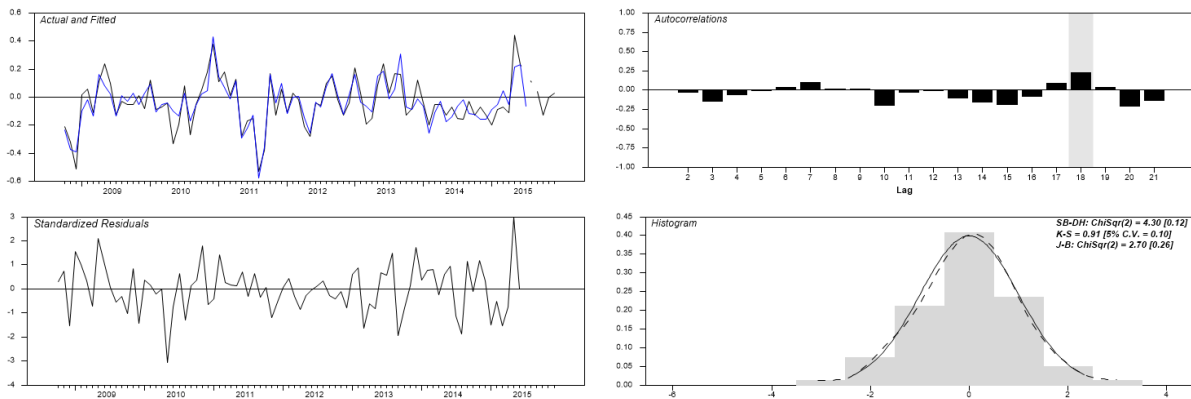 Actual and Fitted
0.6
0.4
0.2
0.0
-0.2
-0.4
-0.6
2009 2010 2011 2012 2013 2014 2015
Autocorrelations
1.00
0.75
0.50
0.25
0.00
-0.25
-0.50
-0.75
-1.00
2 3 4 5 6 7 8 9 10 11 12 13 14 15 16 17 18 19 20 21
Lag
Standardized Residuals
3
2
1
0
-1
-2
-3
-4
2009 2010 2011 2012 2013 2014 2015
Histogram
SB-DH: ChiSqr(2) = 4.30 [0.12]
K-S = 0.91 [5% C.V. = 0.10]
J-B: ChiSqr(2) = 2.70 [0.26]
0.45
0.40
0.35
0.30
0.25
0.20
0.15
0.10
0.05
0.00
-6 -4 -2 0 2 4